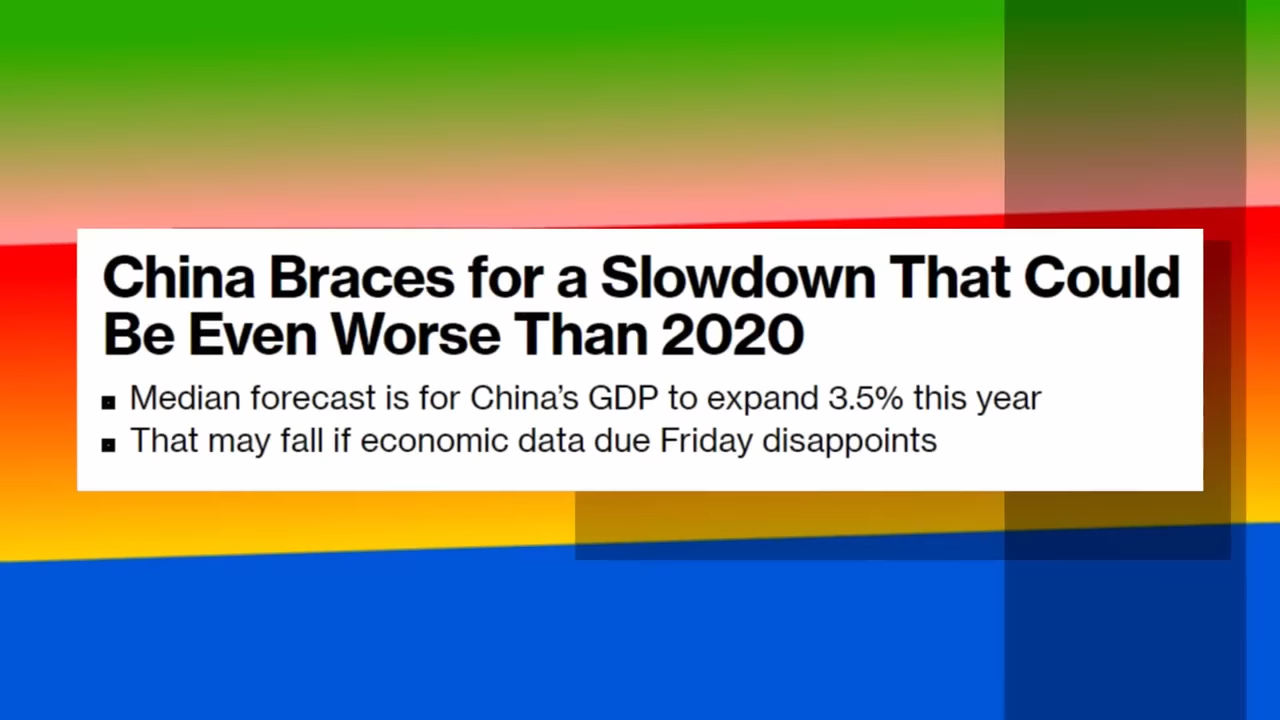 China Braces for a Slowdown That Could
Be Even Worse Than 2020
▪ Median forecast is for China’s GDP to expand 3.5% this year
▪ That may fall if economic data due Friday disappoints